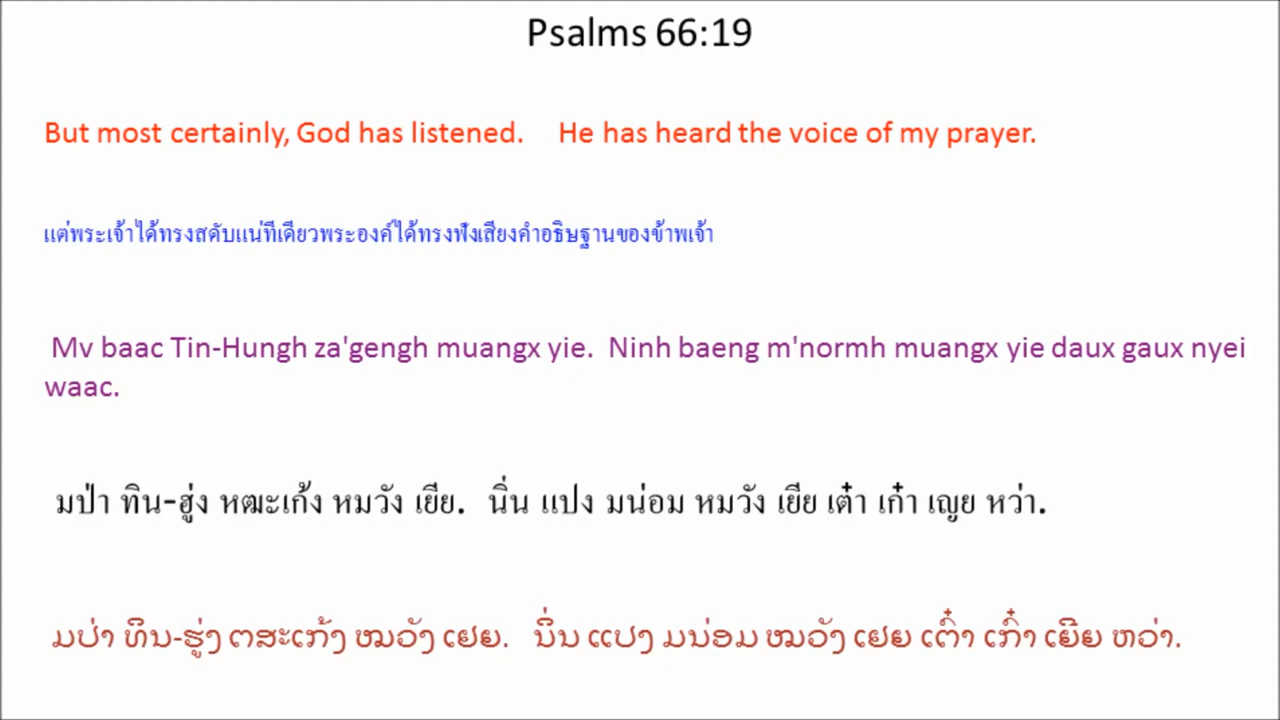 Psalms 66:19
But most certainly, God has listened. He has heard the voice of my prayer.
แต่พระเจ้าได้ทรงสดับแน่ทีเดียวพระองค์ได้ทรงฟังเสียงคำอธิษฐานของข้าพเจ้า
Mv baac Tin-Hungh za'gengh muangx yie. Ninh baeng m'normh muangx yie daux gaux nyei
waac.
มป่า ทิน-ฮู่ง หฒะเก้ง หมวัง เยีย. นิ่น แปง มน่อม หมวัง เยีย เต๋า เก๋า เญย หว่า.
ມປ່າ ທິນ-ຮູ່ງ ຕສະເກ້ງ ໝວັງ ເຢຍ. ນິ່ນ ແປງ ມນ່ອມ ໝວັງ ເຢຍ ເຕົ໋າ ເກົ໋າ ເຍີຍ ຫວ່າ.